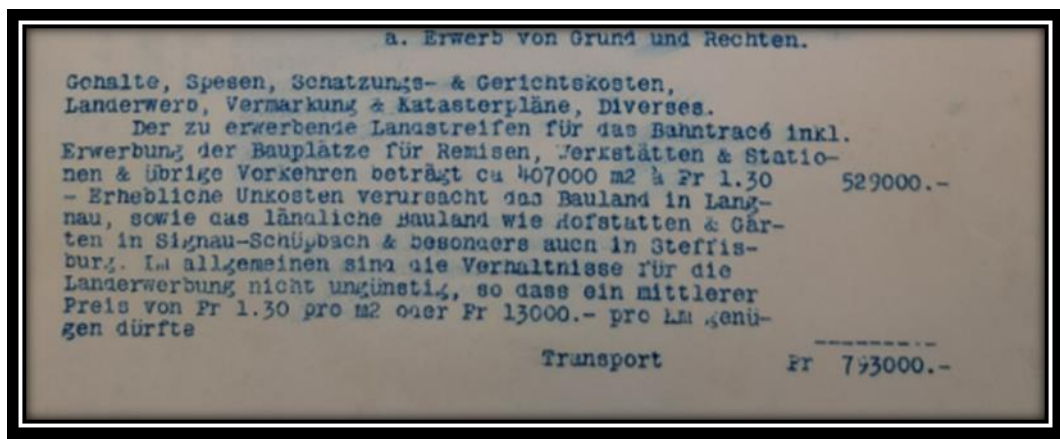 a. Erwerb von Grund und Rechten.
Gehalte, Spesen, Schatzungs- & Gerichtskosten,
Landerwerb, Vermarkung & Katasterpläne, Diverses.
Der zu erwerbende Landstreifen für das Bahntracé inkl.
Erwerbung der Bauplätze für Remisen, Werkstätten & Statio-
nen & übrige Vorkehren beträgt ca 407000 m2 à Fr 1.30 529000.-
- Erhebliche Unkosten verursacht das Bauland in Lang-
nau, sowie das ländliche Bauland wie Hofstatten & Gär-
ten in Signau-Schüpbach & besonders auch in Steffis-
burg. Im allgemeinen sind die Verhaltnisse für die
Landerwerbung nicht ungünstig, so dass ein mittlerer
Preis von Fr 1.30 pro m2 oder Fr 13000.- pro km genü-
gen dürfte
Transport Fr 793000.-